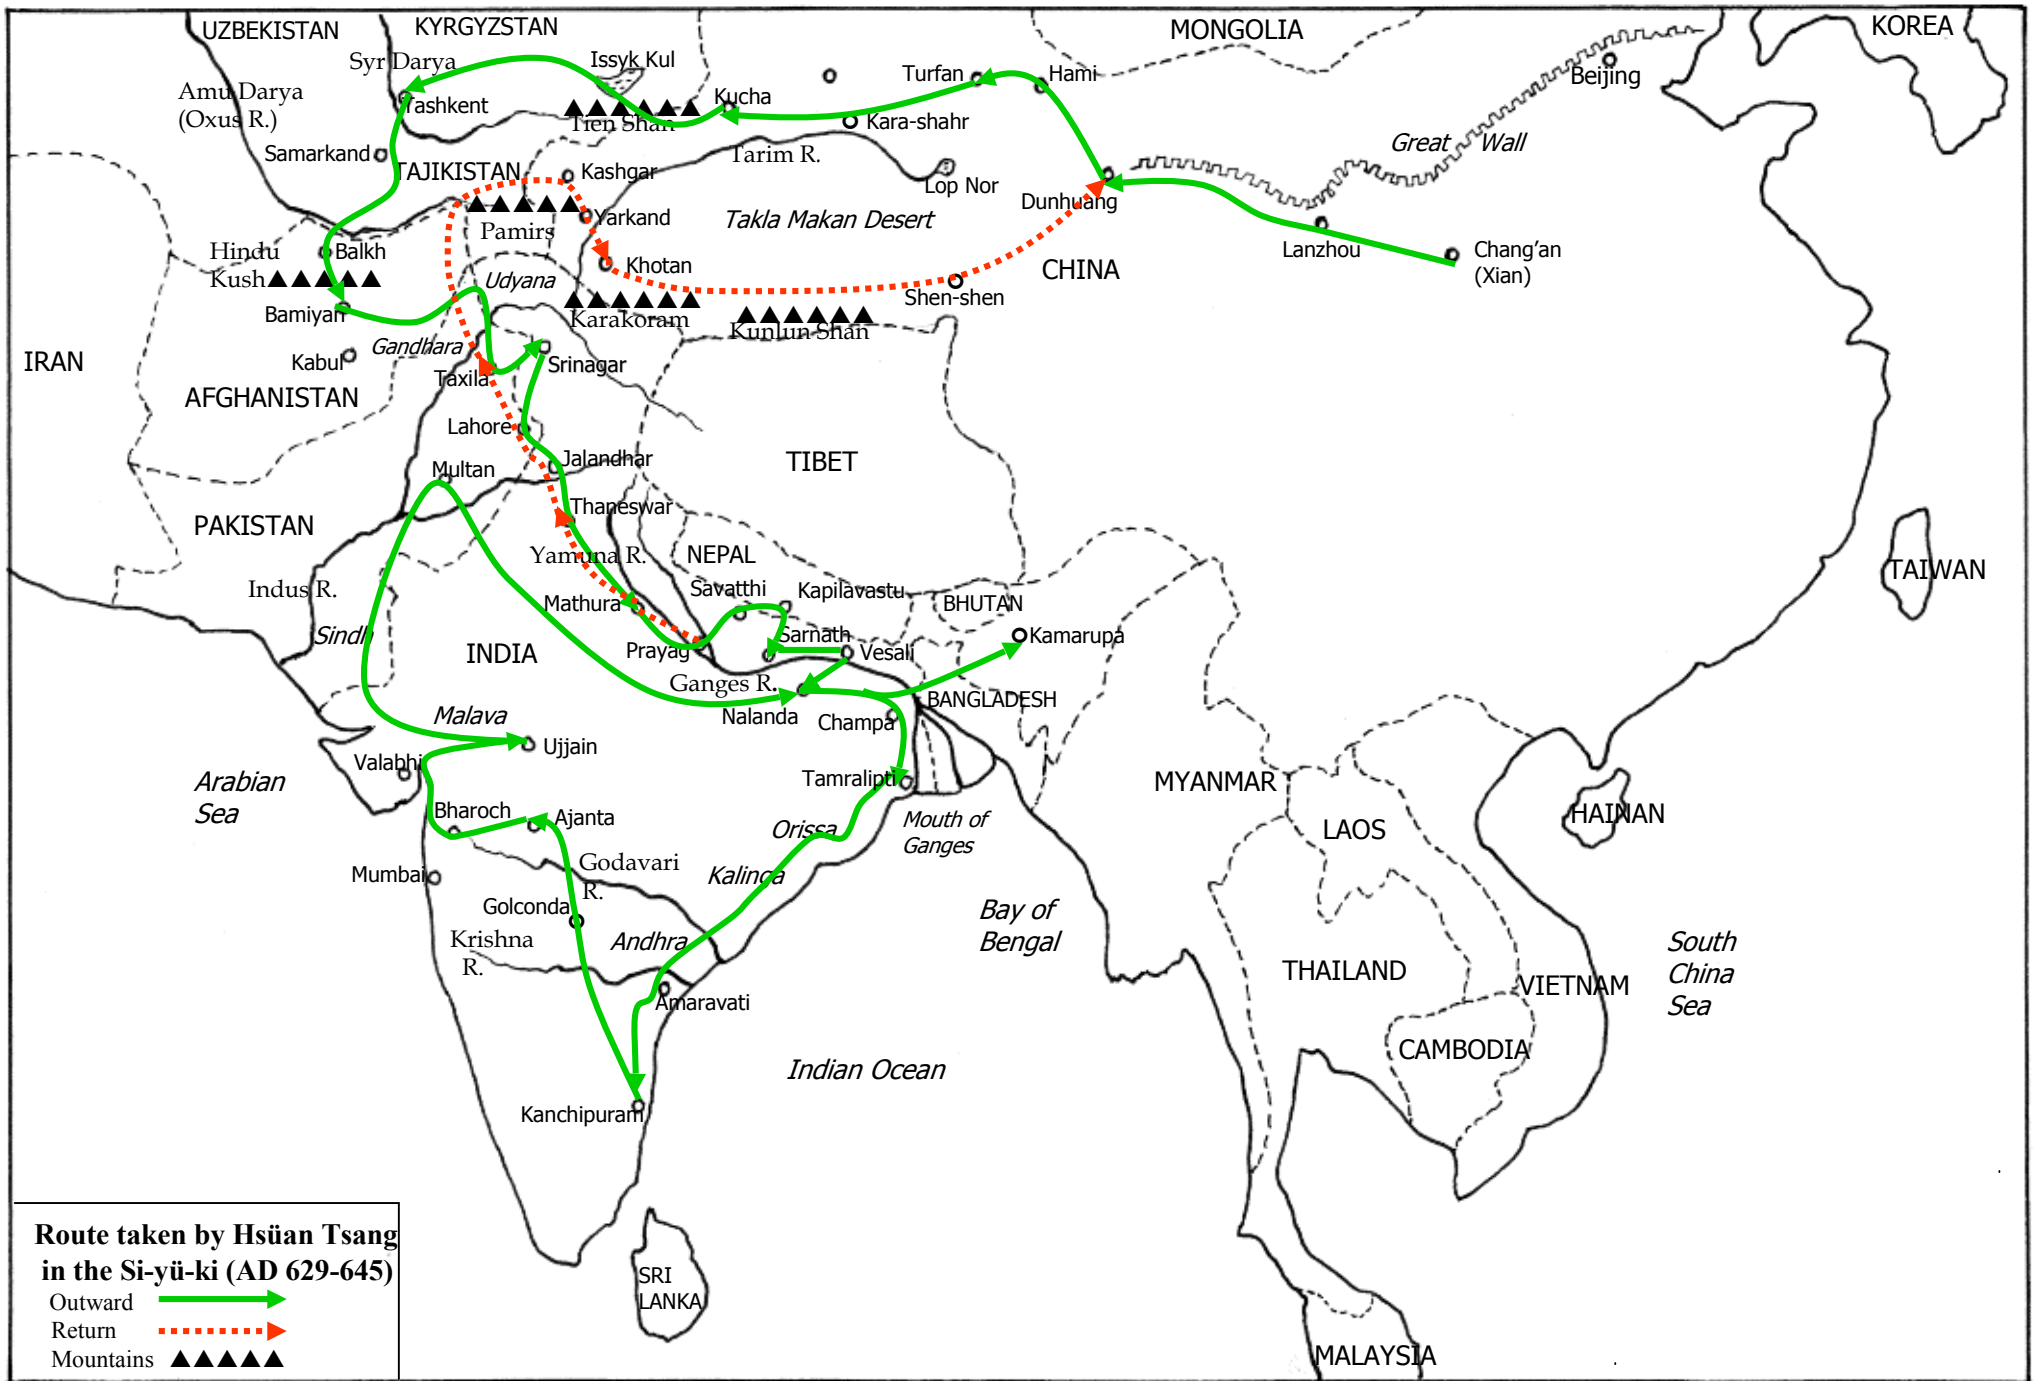 UZBEKISTAN
KYRGYZSTAN
MONGOLIA
KOREA
Syr Darya
Issyk Kul
Turfan
Hami
Beijing
Amu Darya
(Oxus R.)
Tashkent
Kucha
Tien Shan
Kara-shahr
Great Wall
Samarkand
TAJIKISTAN
Kashgar
Tarim R.
Lop Nor
Dunhuang
Yarkand
Takla Makan Desert
Pamirs
Lanzhou
Chang'an
(Xian)
Hindu
Kush
Balkh
Khotan
CHINA
Udyana
Shen-shen
Bamiyan
Karakoram
Kunlun Shan
IRAN
Kabul
Gandhara
Taxila
Srinagar
AFGHANISTAN
Lahore
Jalandhar
TIBET
Multan
Thaneswar
PAKISTAN
Yamuna R.
NEPAL
TAIWAN
Indus R.
Mathura
Savatthi
Kapilavastu
BHUTAN
Sindh
INDIA
Prayag
Sarnath
Vesali
Kamarupa
Ganges R.
Nalanda
Champa
BANGLADESH
Malava
Ujjain
Valabhi
Tamralipti
Arabian
Sea
MYANMAR
Bharoch
Ajanta
Orissa
Mouth of
Ganges
LAOS
HAINAN
Mumbai
Godavari
R.
Kalinga
Golconda
Krishna
R.
Andhra
Bay of
Bengal
South
China
Sea
THAILAND
VIETNAM
Amaravati
CAMBODIA
Indian Ocean
Kanchipuram
SRI
LANKA
MALAYSIA
Route taken by Hsüan Tsang
in the Si-yü-ki (AD 629-645)
Outward
Return
Mountains